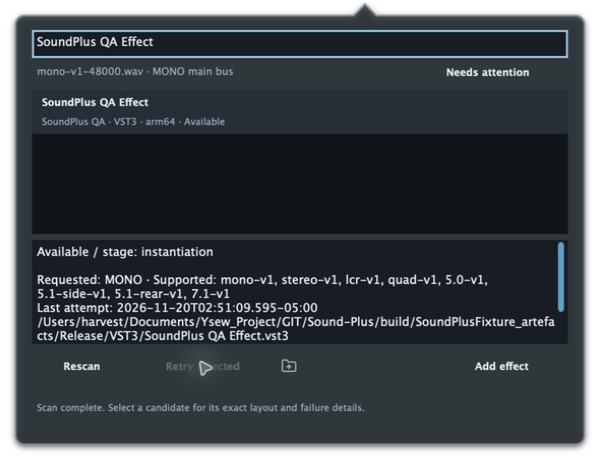 SoundPlus QA Effect
mono-v1-48000.wav · MONO main bus
Needs attention
SoundPlus QA Effect
SoundPlus QA · VST3 · arm64 · Available
Available / stage: instantiation
Requested: MONO · Supported: mono-v1, stereo-v1, lcr-v1, quad-v1, 5.0-v1,
5.1-side-v1, 5.1-rear-v1, 7.1-v1
Last attempt: 2026-11-20T02:51:09.595-05:00
/Users/harvest/Documents/Ysew_Project/GIT/Sound-Plus/build/SoundPlusFixture_artefa
cts/Release/VST3/SoundPlus QA Effect.vst3
Rescan
Retry
Add effect
Scan complete. Select a candidate for its exact layout and failure details.